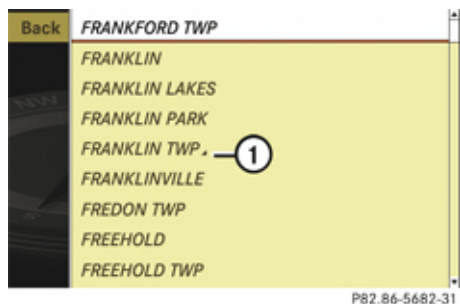 Back
FRANKFORD TWP
FRANKLIN
FRANKLIN LAKES
FRANKLIN PARK
FRANKLIN TWP
1
FRANKLINVILLE
FREDON TWP
FREEHOLD
FREEHOLD TWP
NW
P82.86-5682-31